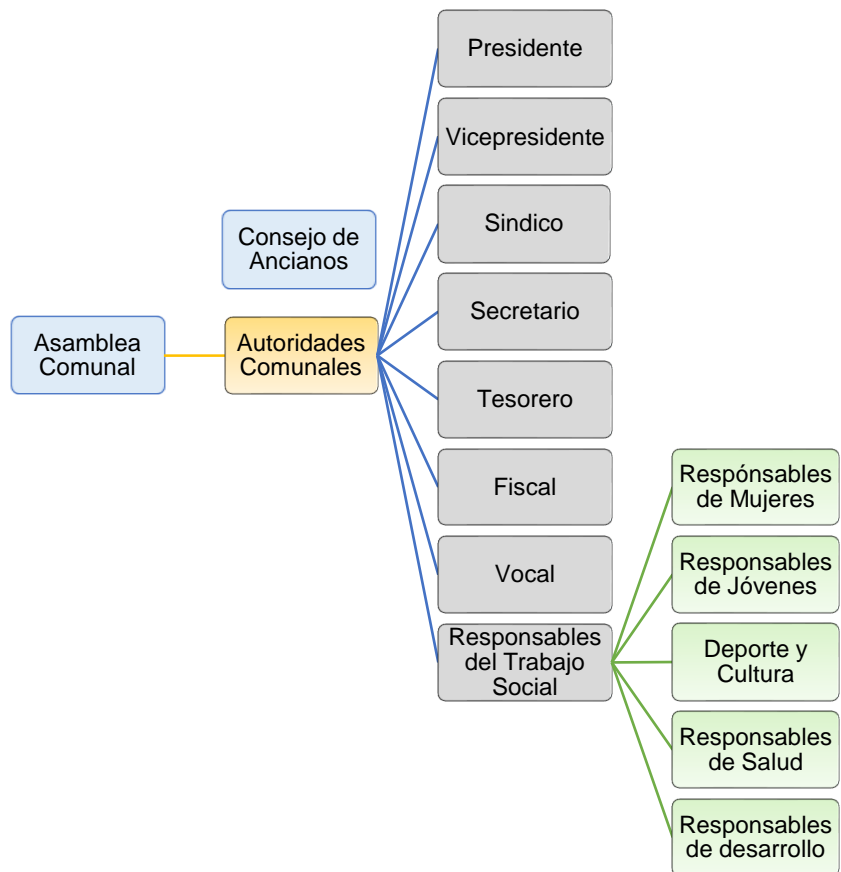 Presidente
Vicepresidente
Sindico
Consejo de
Ancianos
Secretario
Asamblea
Comunal
Autoridades
Comunales
Tesorero
Fiscal
Vocal
Responsables
del Trabajo
Social
Respónsables
de Mujeres
Responsables
de Jóvenes
Deporte y
Cultura
Responsables
de Salud
Responsables
de desarrollo